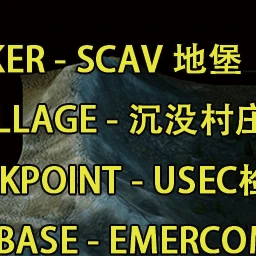 KER - SCAV 地堡
LLAGE - 沉没村庄
KPOINT - USEC检
BASE - EMERCOM